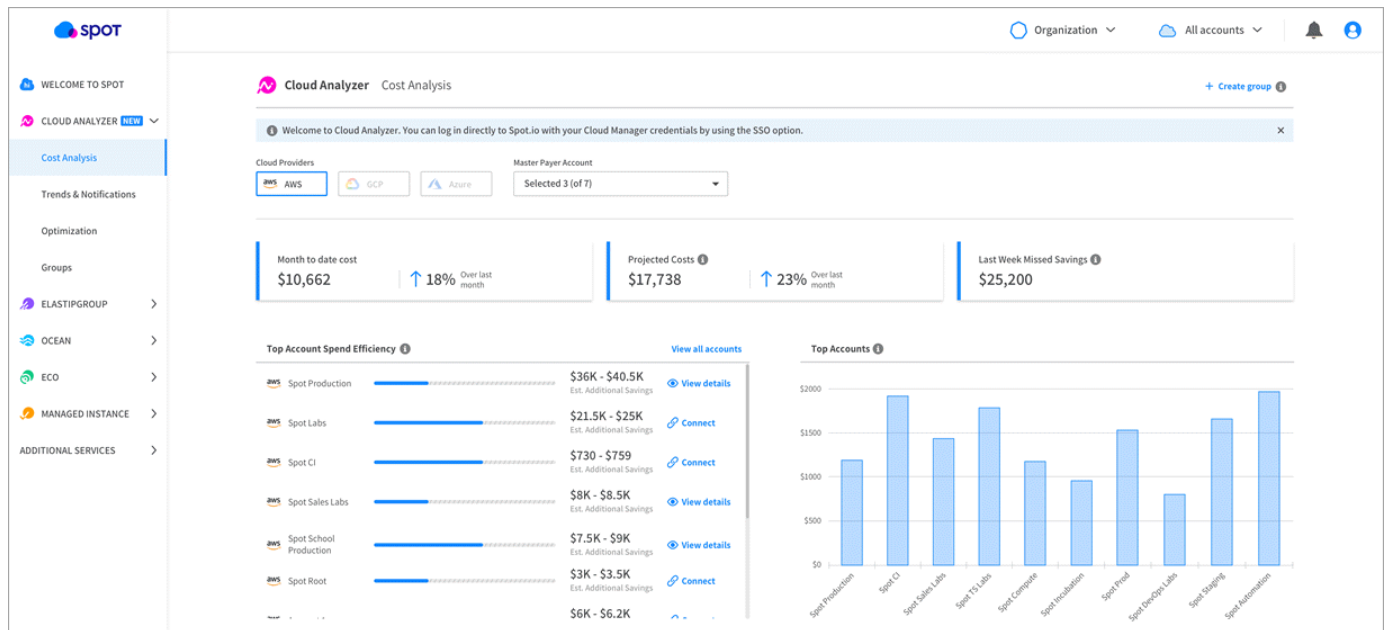 spot
Organization
All accounts
WELCOME TO SPOT
CLOUD ANALYZER NEW
Cost Analysis
Trends & Notifications
Optimization
Groups
ELASTIPGROUP
OCEAN
ECO
MANAGED INSTANCE
ADDITIONAL SERVICES
Cloud Analyzer Cost Analysis
+ Create group
Welcome to Cloud Analyzer. You can log in directly to Spot.io with your Cloud Manager credentials by using the SSO option.
Cloud Providers
aws AWS
GCP
Azure
Master Payer Account
Selected 3 (of 7)
Month to date cost
$10,662
18% Over last
month
Projected Costs
$17,738
23% Over last
month
Last Week Missed Savings
$25,200
Top Account Spend Efficiency
View all accounts
aws Spot Production
$36K - $40.5K
Est. Additional Savings
View details
aws Spot Labs
$21.5K - $25K
Est. Additional Savings
Connect
aws Spot CI
$730 - $759
Est. Additional Savings
Connect
aws Spot Sales Labs
$8K - $8.5K
Est. Additional Savings
View details
aws Spot School
Production
$7.5K - $9K
Est. Additional Savings
View details
aws Spot Root
$3K - $3.5K
Est. Additional Savings
Connect
aws
$6K - $6.2K
Top Accounts
$2000
$1500
$1000
$500
$0
Spot Production
Spot CI
Spot Sales Labs
Spot TS Labs
Spot Compute
Spot Incubation
Spot Prod
Spot DevOps Labs
Spot Staging
Spot Automation